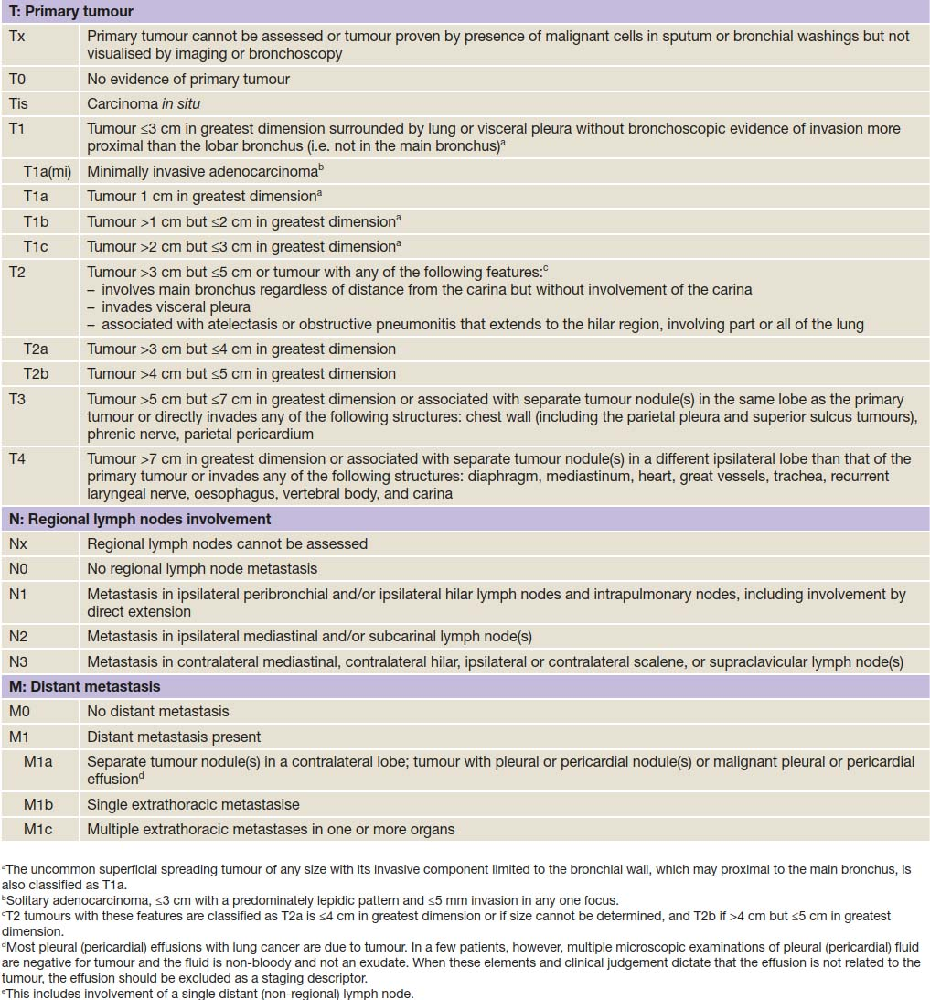 T: Primary tumour
Tx Primary tumour cannot be assessed or tumour proven by presence of malignant cells in sputum or bronchial washings but not
visualised by imaging or bronchoscopy
T0 No evidence of primary tumour
Tis Carcinoma in situ
T1 Tumour ≤3 cm in greatest dimension surrounded by lung or visceral pleura without bronchoscopic evidence of invasion more
proximal than the lobar bronchus (i.e. not in the main bronchus)a
T1a(mi) Minimally invasive adenocarcinomab
T1a Tumour 1 cm in greatest dimensiona
T1b Tumour >1 cm but ≤2 cm in greatest dimensiona
T1c Tumour >2 cm but ≤3 cm in greatest dimensiona
T2 Tumour >3 cm but ≤5 cm or tumour with any of the following features:c
– involves main bronchus regardless of distance from the carina but without involvement of the carina
– invades visceral pleura
– associated with atelectasis or obstructive pneumonitis that extends to the hilar region, involving part or all of the lung
T2a Tumour >3 cm but ≤4 cm in greatest dimension
T2b Tumour >4 cm but ≤5 cm in greatest dimension
T3 Tumour >5 cm but ≤7 cm in greatest dimension or associated with separate tumour nodule(s) in the same lobe as the primary
tumour or directly invades any of the following structures: chest wall (including the parietal pleura and superior sulcus tumours),
phrenic nerve, parietal pericardium
T4 Tumour >7 cm in greatest dimension or associated with separate tumour nodule(s) in a different ipsilateral lobe than that of the
primary tumour or invades any of the following structures: diaphragm, mediastinum, heart, great vessels, trachea, recurrent
laryngeal nerve, oesophagus, vertebral body, and carina
N: Regional lymph nodes involvement
Nx Regional lymph nodes cannot be assessed
N0 No regional lymph node metastasis
N1 Metastasis in ipsilateral peribronchial and/or ipsilateral hilar lymph nodes and intrapulmonary nodes, including involvement by
direct extension
N2 Metastasis in ipsilateral mediastinal and/or subcarinal lymph node(s)
N3 Metastasis in contralateral mediastinal, contralateral hilar, ipsilateral or contralateral scalene, or supraclavicular lymph node(s)
M: Distant metastasis
M0 No distant metastasis
M1 Distant metastasis present
M1a Separate tumour nodule(s) in a contralateral lobe; tumour with pleural or pericardial nodule(s) or malignant pleural or pericardial
effusiond
M1b Single extrathoracic metastasise
M1c Multiple extrathoracic metastases in one or more organs
aThe uncommon superficial spreading tumour of any size with its invasive component limited to the bronchial wall, which may proximal to the main bronchus, is
also classified as T1a.
bSolitary adenocarcinoma, ≤3 cm with a predominately lepidic pattern and ≤5 mm invasion in any one focus.
cT2 tumours with these features are classified as T2a is ≤4 cm in greatest dimension or if size cannot be determined, and T2b if >4 cm but ≤5 cm in greatest
dimension.
dMost pleural (pericardial) effusions with lung cancer are due to tumour. In a few patients, however, multiple microscopic examinations of pleural (pericardial) fluid
are negative for tumour and the fluid is non-bloody and not an exudate. When these elements and clinical judgement dictate that the effusion is not related to the
tumour, the effusion should be excluded as a staging descriptor.
eThis includes involvement of a single distant (non-regional) lymph node.